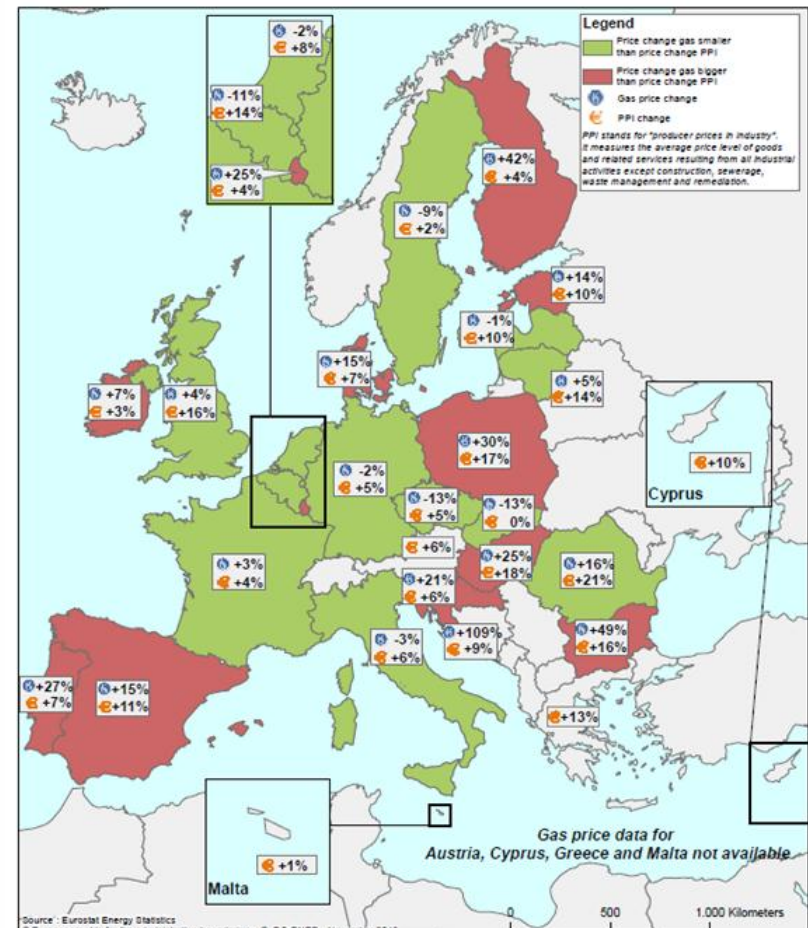 Legend
Price change gas smaller
than price change PPI
Price change gas bigger
than price change PPI
Gas price change
€ PPI change
PPI stands for "producer prices in industry".
It measures the average price level of goods
and related services resulting from all industrial
activities except construction, sewerage,
waste management and remediation.
-2%
€ +8%
-11%
€ +14%
+25%
€ +4%
+42%
€ +4%
-9%
€ +2%
+14%
€ +10%
-1%
€ +10%
+15%
€ +7%
+5%
€ +14%
+7%
€ +3%
+4%
€ +16%
+30%
€ +17%
€ +10%
Cyprus
-2%
€ +5%
-13%
€ +5%
-13%
€ 0%
€ +6%
+25%
€ +18%
+3%
€ +4%
+21%
€ +6%
+16%
€ +21%
-3%
€ +6%
+109%
€ +9%
+49%
€ +16%
+27%
€ +7%
+15%
€ +11%
€ +13%
€ +1%
Malta
Gas price data for
Austria, Cyprus, Greece and Malta not available
Source : Eurostat Energy Statistics
0 500 1.000 Kilometers